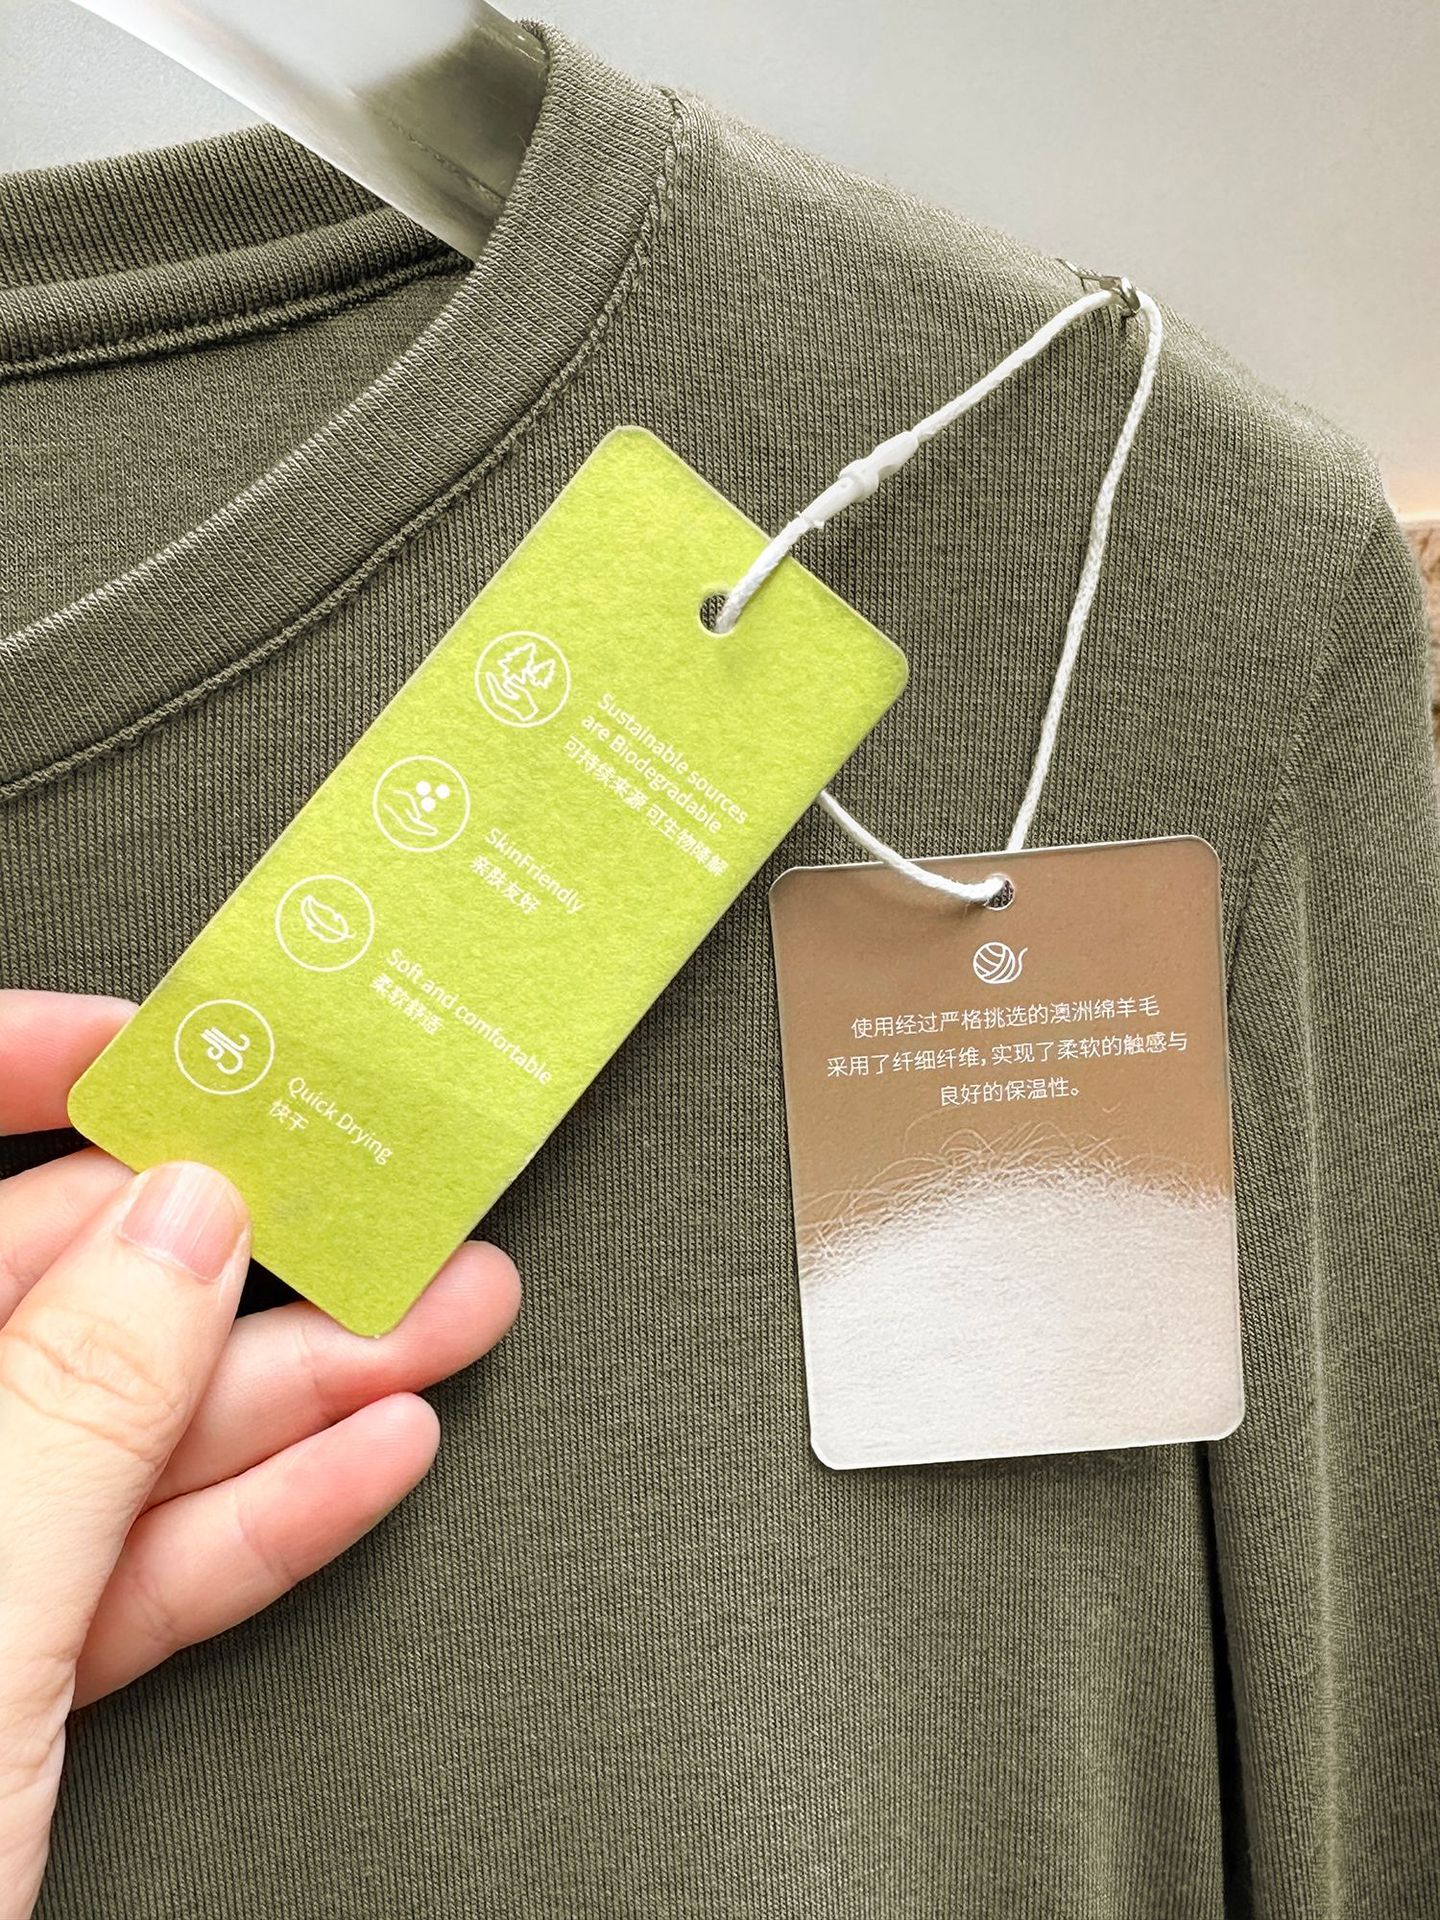 Sustainable sources
are Biodegradable
可持续来源 可生物降解
SkinFriendly
亲肤友好
Soft and comfortable
柔软舒适
Quick Drying
快干
使用经过严格挑选的澳洲绵羊毛
采用了纤细纤维，实现了柔软的触感与
良好的保温性。